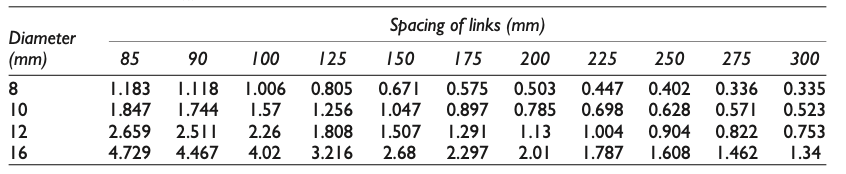 Spacing of links (mm)
Diameter
(mm) 85 90 100 125 150 175 200 225 250 275 300
8 1.183 1.118 1.006 0.805 0.671 0.575 0.503 0.447 0.402 0.336 0.335
10 1.847 1.744 1.57 1.256 1.047 0.897 0.785 0.698 0.628 0.571 0.523
12 2.659 2.511 2.26 1.808 1.507 1.291 1.13 1.004 0.904 0.822 0.753
16 4.729 4.467 4.02 3.216 2.68 2.297 2.01 1.787 1.608 1.462 1.34